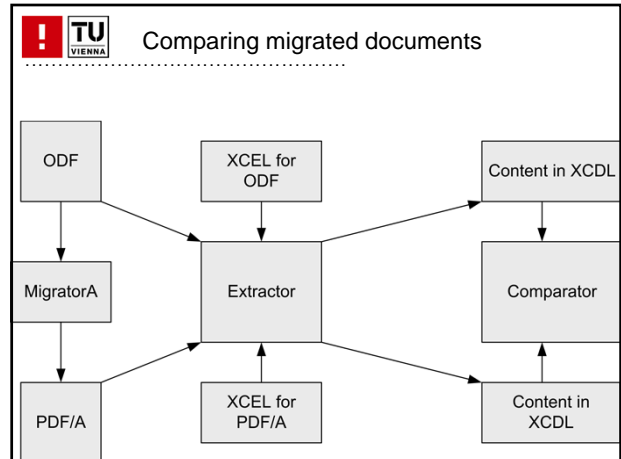 !
TU
VIENNA
Comparing migrated documents
ODF
XCEL for
ODF
Content in XCDL
MigratorA
Extractor
Comparator
PDF/A
XCEL for
PDF/A
Content in
XCDL